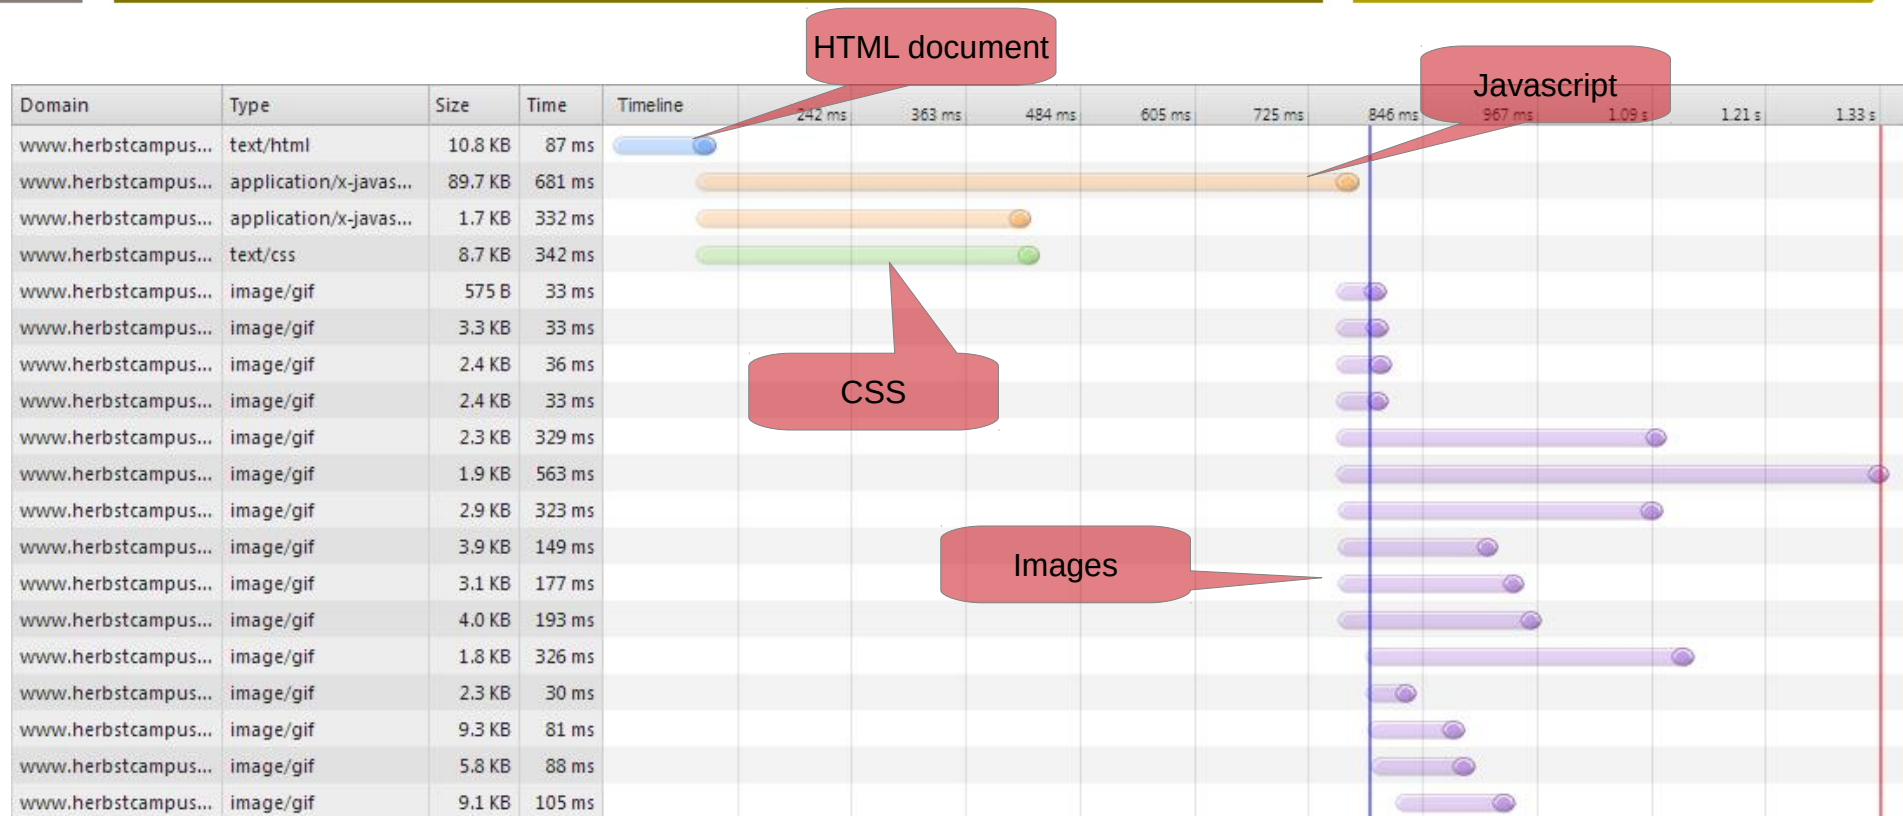 HTML document
Javascript
Domain Type Size Time Timeline 242 ms 363 ms 484 ms 605 ms 725 ms 846 ms 967 ms 1.09 s 1.21 s 1.33 s
www.herbstcampus... text/html 10.8 KB 87 ms
www.herbstcampus... application/x-javas... 89.7 KB 681 ms
www.herbstcampus... application/x-javas... 1.7 KB 332 ms
www.herbstcampus... text/css 8.7 KB 342 ms
www.herbstcampus... image/gif 575 B 33 ms
www.herbstcampus... image/gif 3.3 KB 33 ms
www.herbstcampus... image/gif 2.4 KB 36 ms
CSS
www.herbstcampus... image/gif 2.4 KB 33 ms
www.herbstcampus... image/gif 2.3 KB 329 ms
www.herbstcampus... image/gif 1.9 KB 563 ms
www.herbstcampus... image/gif 2.9 KB 323 ms
www.herbstcampus... image/gif 3.9 KB 149 ms
Images
www.herbstcampus... image/gif 3.1 KB 177 ms
www.herbstcampus... image/gif 4.0 KB 193 ms
www.herbstcampus... image/gif 1.8 KB 326 ms
www.herbstcampus... image/gif 2.3 KB 30 ms
www.herbstcampus... image/gif 9.3 KB 81 ms
www.herbstcampus... image/gif 5.8 KB 88 ms
www.herbstcampus... image/gif 9.1 KB 105 ms